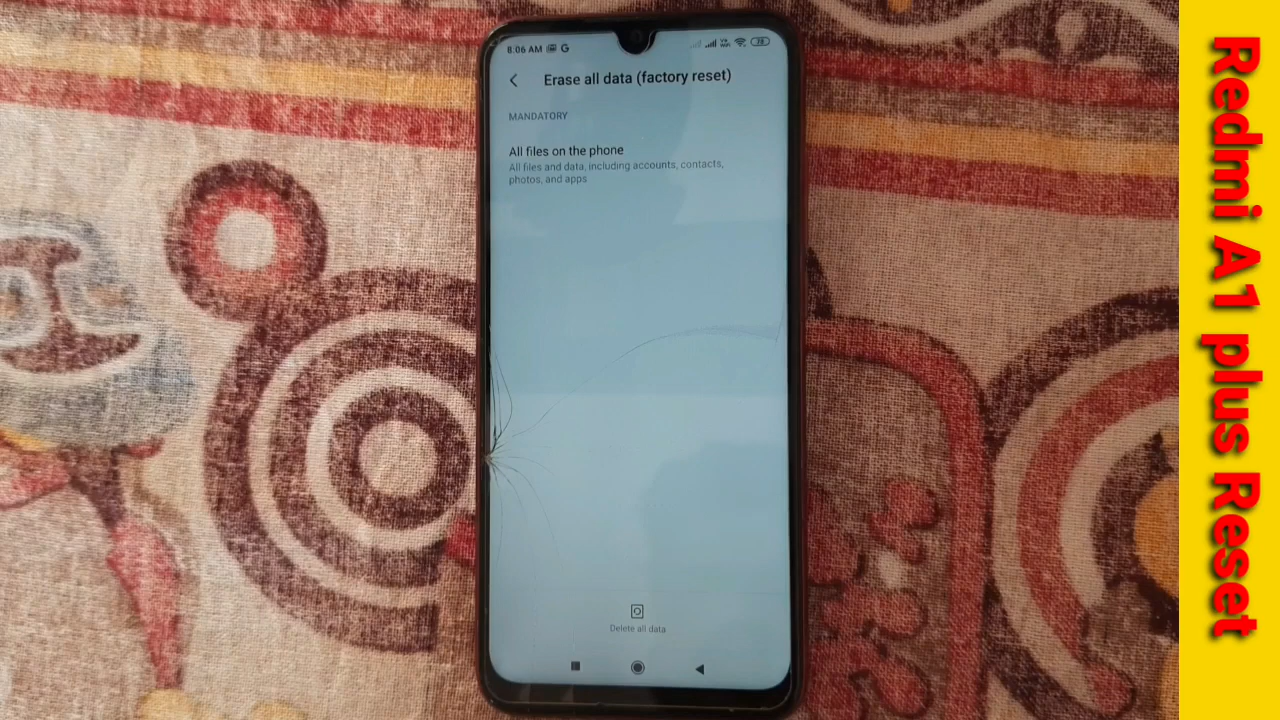 8:06 AM
78
Erase all data (factory reset)
MANDATORY
All files on the phone
All files and data, including accounts, contacts,
photos, and apps
Delete all data
Redmi A1 plus Reset